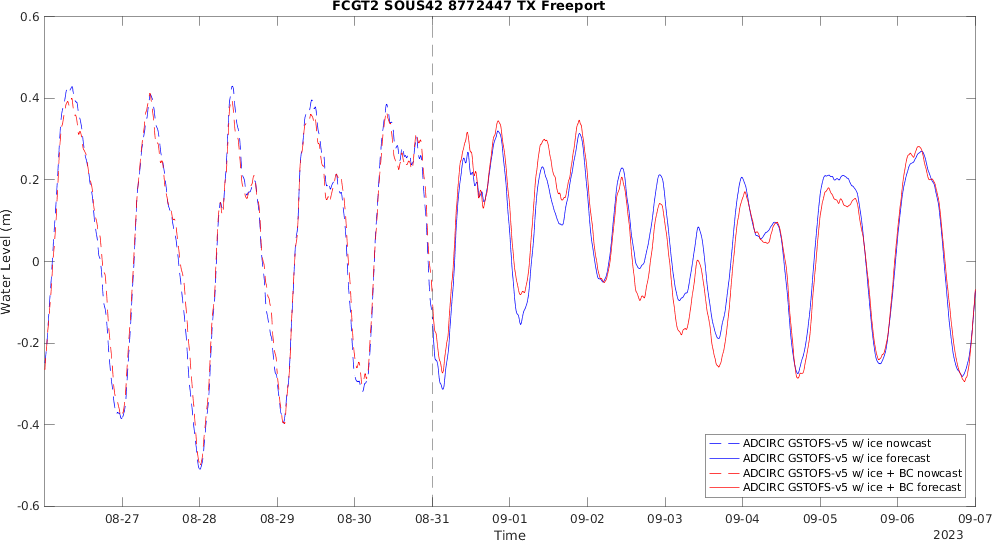 FCGT2 SOUS42 8772447 TX Freeport
0.6
0.4
0.2
0
-0.2
-0.4
-0.6
Water Level (m)
ADCIRC GSTOFS-v5 w/ ice nowcast
ADCIRC GSTOFS-v5 w/ ice forecast
ADCIRC GSTOFS-v5 w/ ice + BC nowcast
ADCIRC GSTOFS-v5 w/ ice + BC forecast
08-27 08-28 08-29 08-30 08-31 09-01 09-02 09-03 09-04 09-05 09-06 09-07
Time
2023